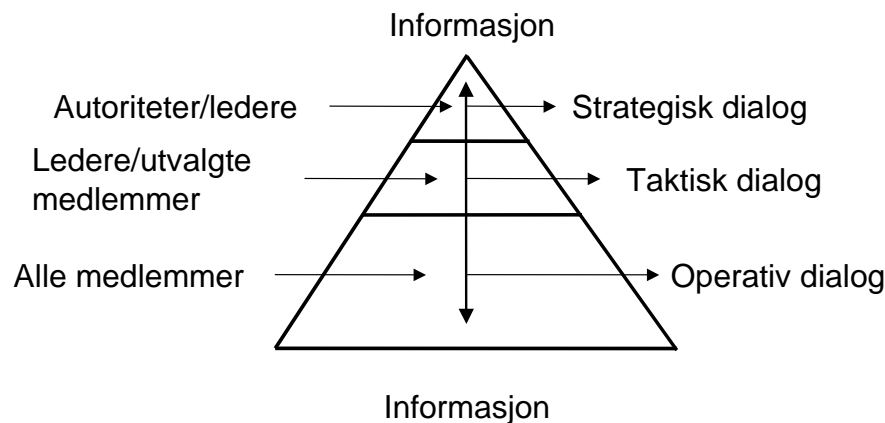 Informasjon
Autoriteter/ledere
Strategisk dialog
Ledere/utvalgte
medlemmer
Taktisk dialog
Alle medlemmer
Operativ dialog
Informasjon